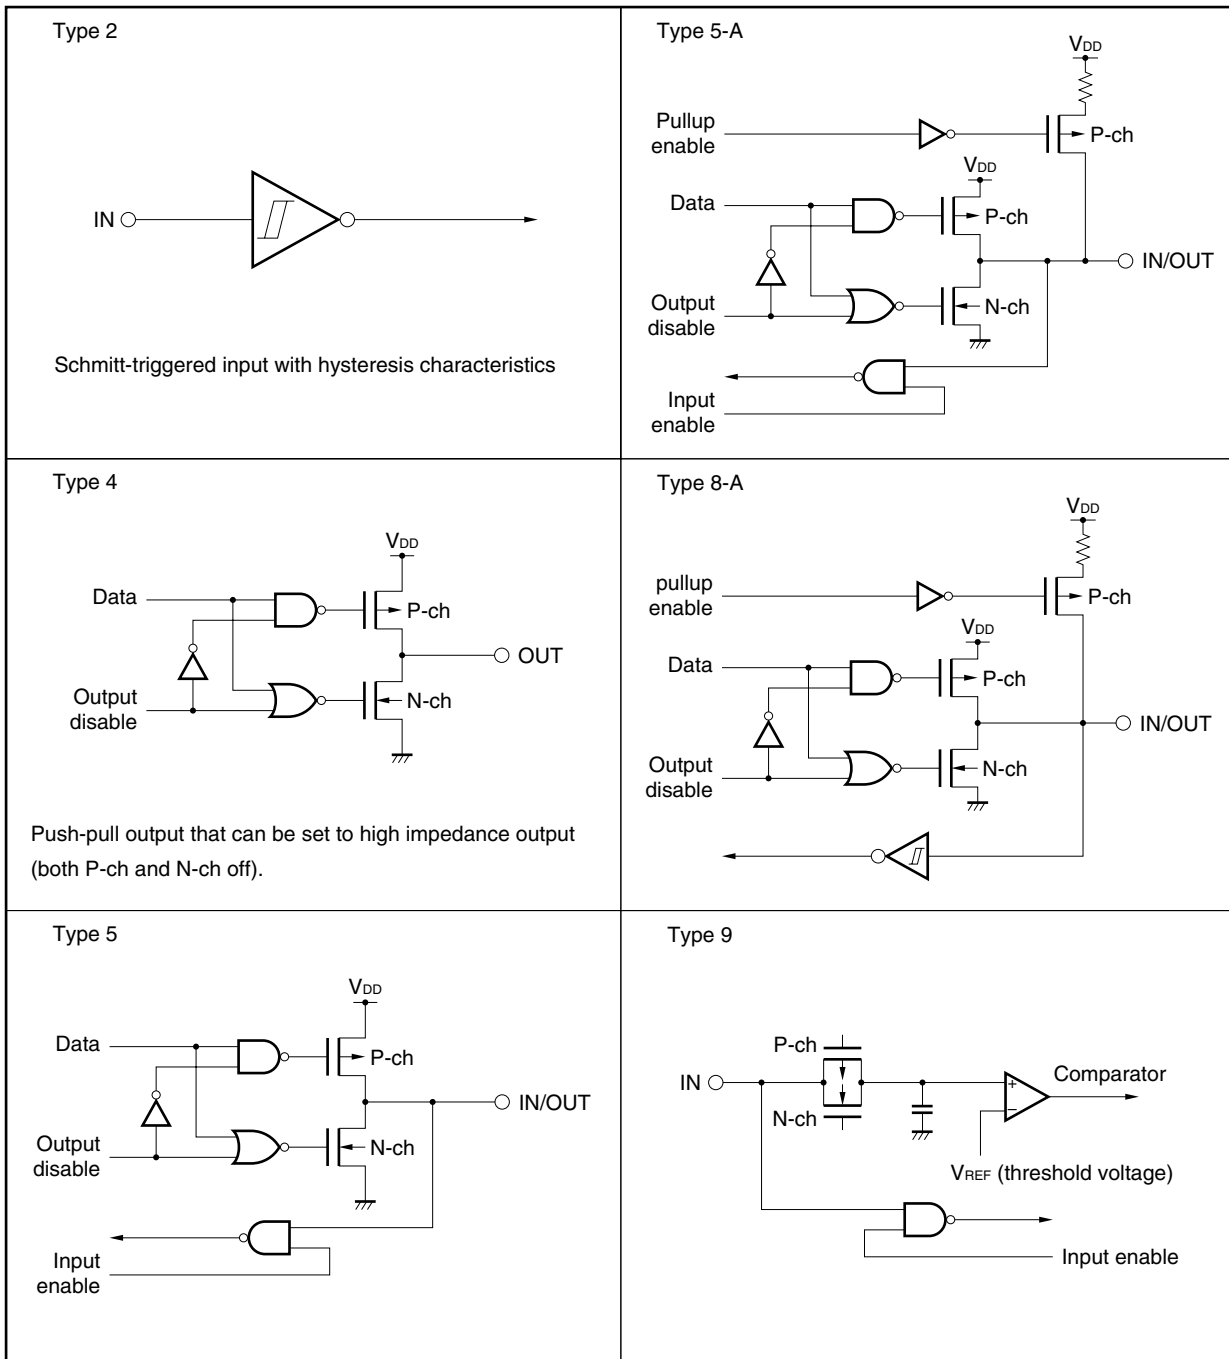 Type 2
IN
Schmitt-triggered input with hysteresis characteristics
Type 5-A
VDD
Pullup
enable
P-ch
VDD
Data
P-ch
IN/OUT
Output
disable
N-ch
Input
enable
Type 4
VDD
Data
P-ch
OUT
Output
disable
N-ch
Push-pull output that can be set to high impedance output
(both P-ch and N-ch off).
Type 8-A
VDD
pullup
enable
P-ch
VDD
Data
P-ch
IN/OUT
Output
disable
N-ch
Type 5
VDD
Data
P-ch
IN/OUT
Output
disable
N-ch
Input
enable
Type 9
P-ch
IN
N-ch
+
−
Comparator
VREF (threshold voltage)
Input enable